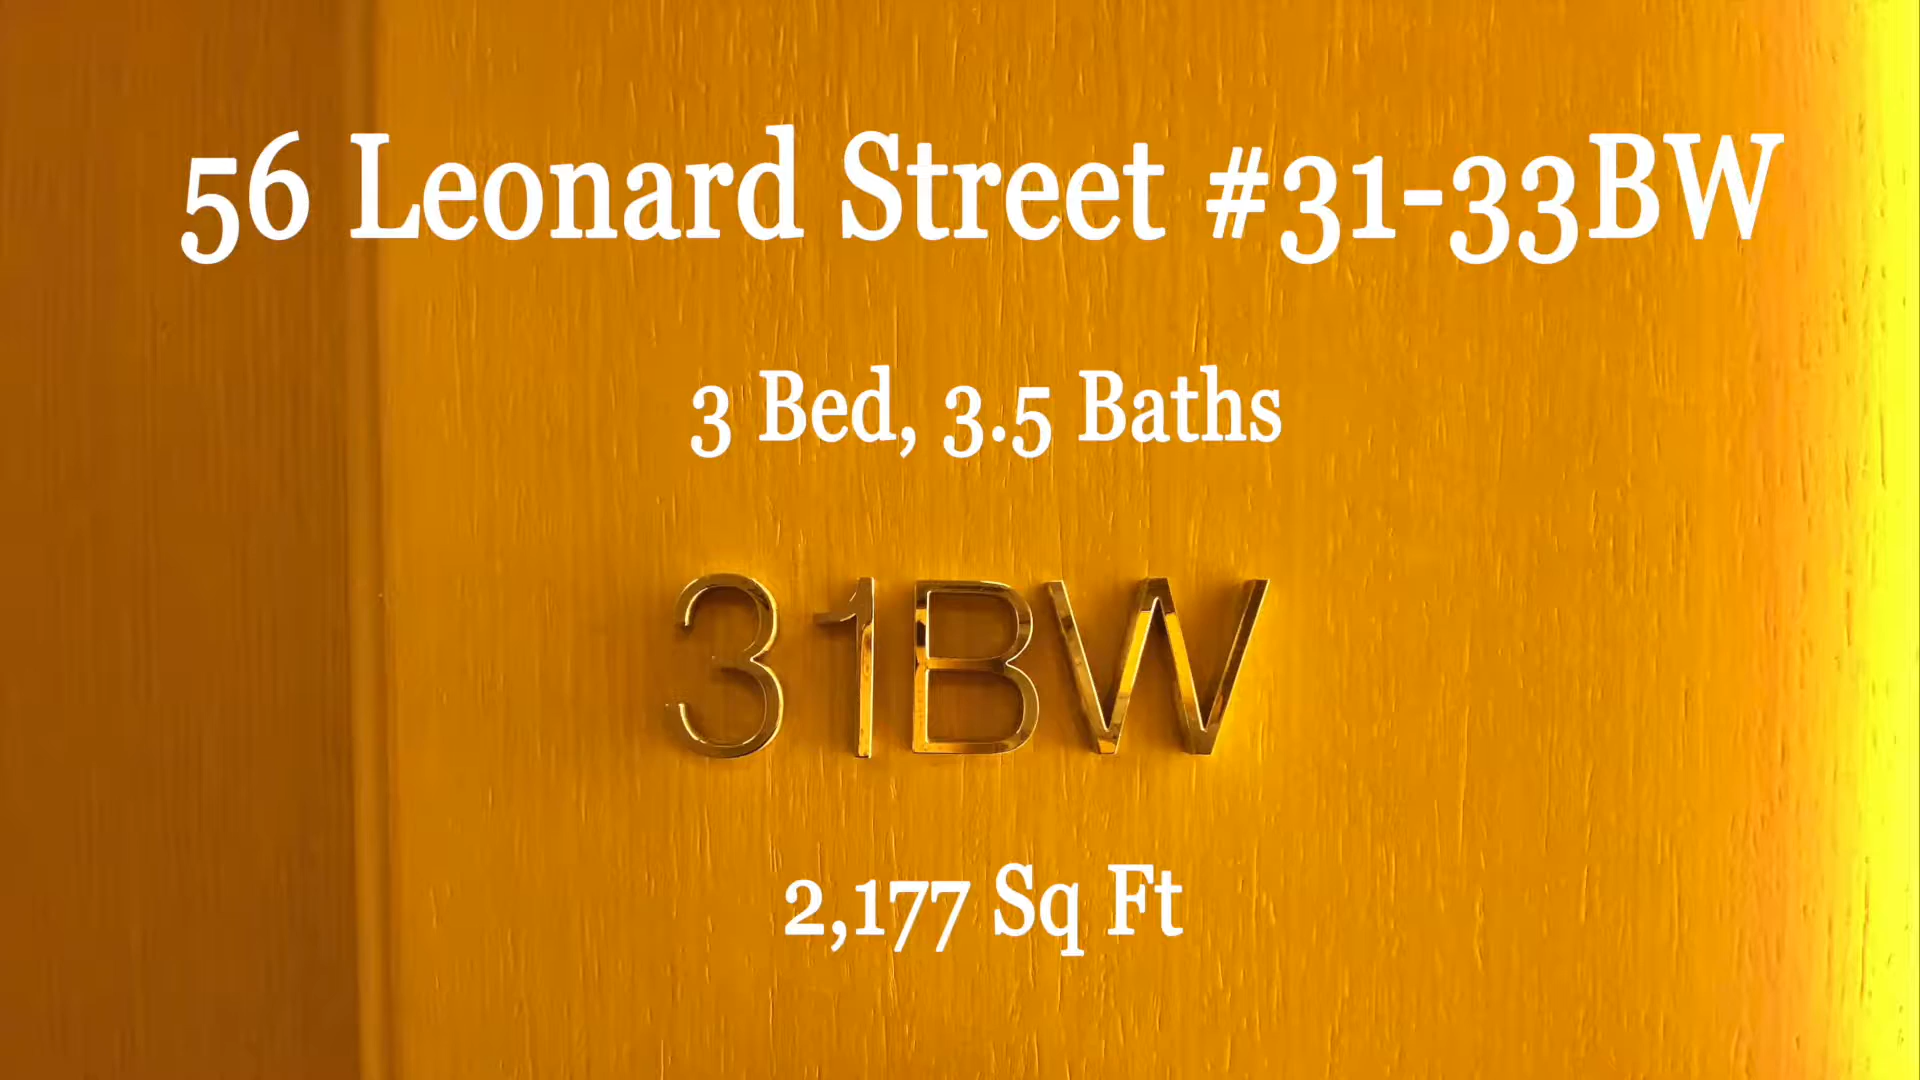 56 Leonard Street #31-33BW
3 Bed, 3.5 Baths
31BW
2,177 Sq Ft